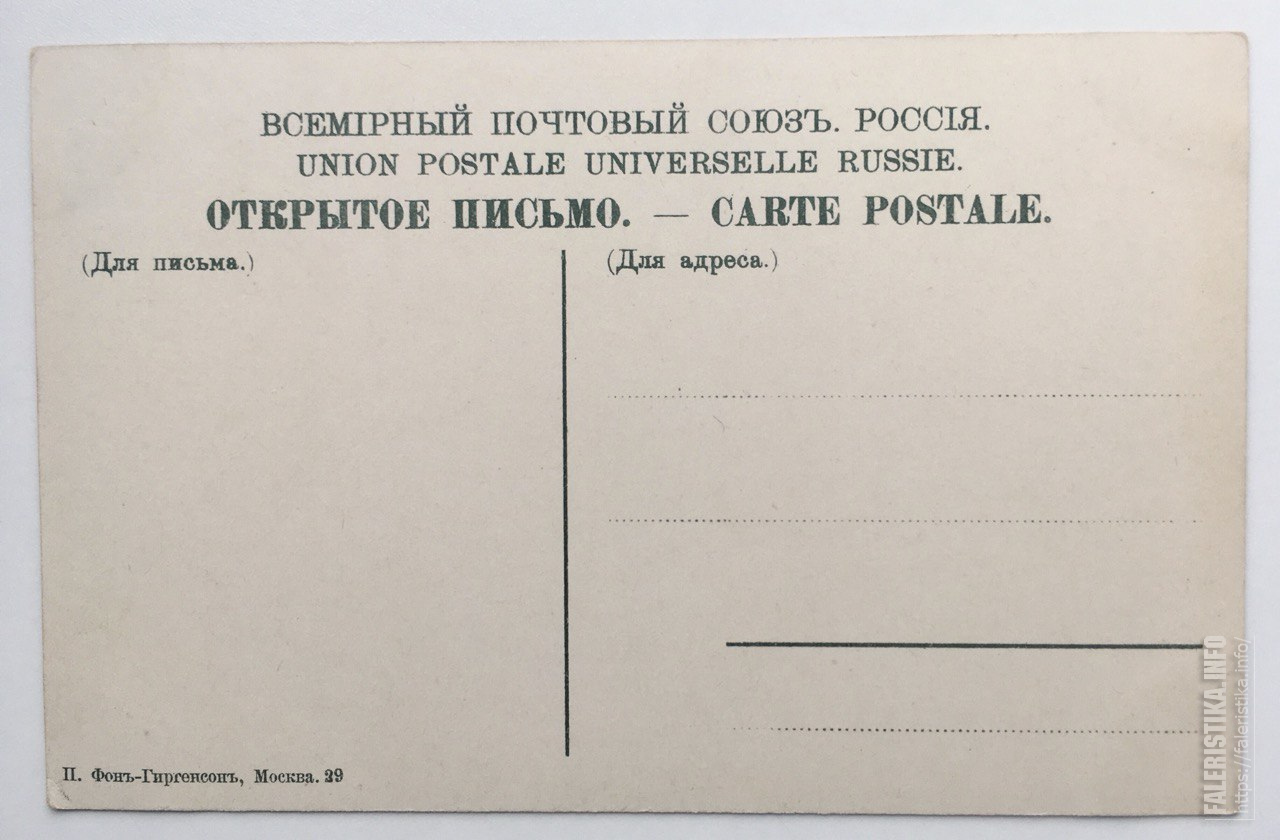 ВСЕМІРНЫЙ ПОЧТОВЫЙ СОЮЗЪ. РОССІЯ.
UNION POSTALE UNIVERSELLE RUSSIE.
ОТКРЫТОЕ ПИСЬМО. — CARTE POSTALE.
(Для письма.)
(Для адреса.)
П. Фонъ-Гиргенсонъ, Москва. 29
FALERISTIKA.INFO
https://faleristika.info/